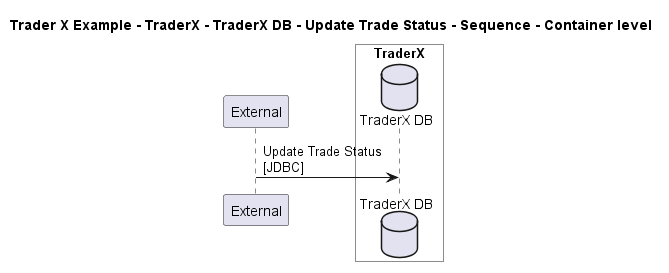 Trader X Example - TraderX - TraderX DB - Update Trade Status - Sequence - Container level
TraderX
External
TraderX DB
Update Trade Status
[JDBC]
External
TraderX DB